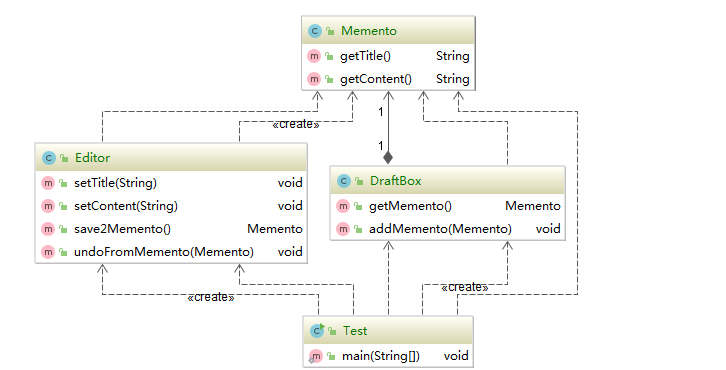 Memento
getTitle() String
getContent() String
«create»
1
1
Editor
setTitle(String) void
setContent(String) void
save2Memento() Memento
undoFromMemento(Memento) void
DraftBox
getMemento() Memento
addMemento(Memento) void
«create»
«create»
Test
main(String[]) void